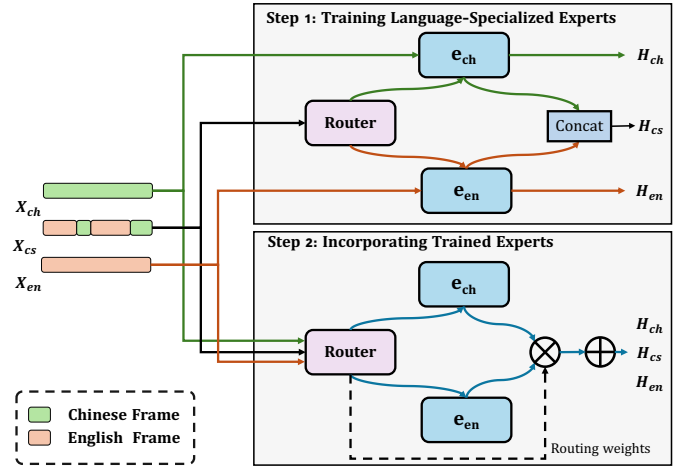 Step 1: Training Language-Specialized Experts
e_ch
H_ch
Router
Concat
H_cs
e_en
H_en
X_ch
X_cs
X_en
Step 2: Incorporating Trained Experts
e_ch
H_ch
Router
H_cs
H_en
e_en
Routing weights
Chinese Frame
English Frame